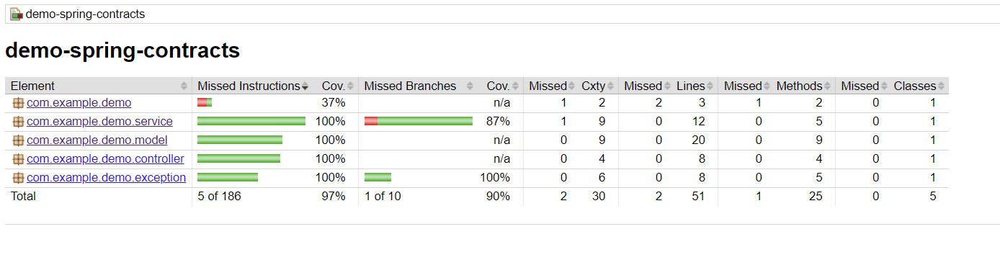 demo-spring-contracts
demo-spring-contracts
Element Missed Instructions Cov. Missed Branches Cov. Missed Cxty Missed Lines Missed Methods Missed Classes
com.example.demo 37% n/a 1 2 2 3 1 2 0 1
com.example.demo.service 100% 87% 1 9 0 12 0 5 0 1
com.example.demo.model 100% n/a 0 9 0 20 0 9 0 1
com.example.demo.controller 100% n/a 0 4 0 8 0 4 0 1
com.example.demo.exception 100% 100% 0 6 0 8 0 5 0 1
Total 5 of 186 97% 1 of 10 90% 2 30 2 51 1 25 0 5